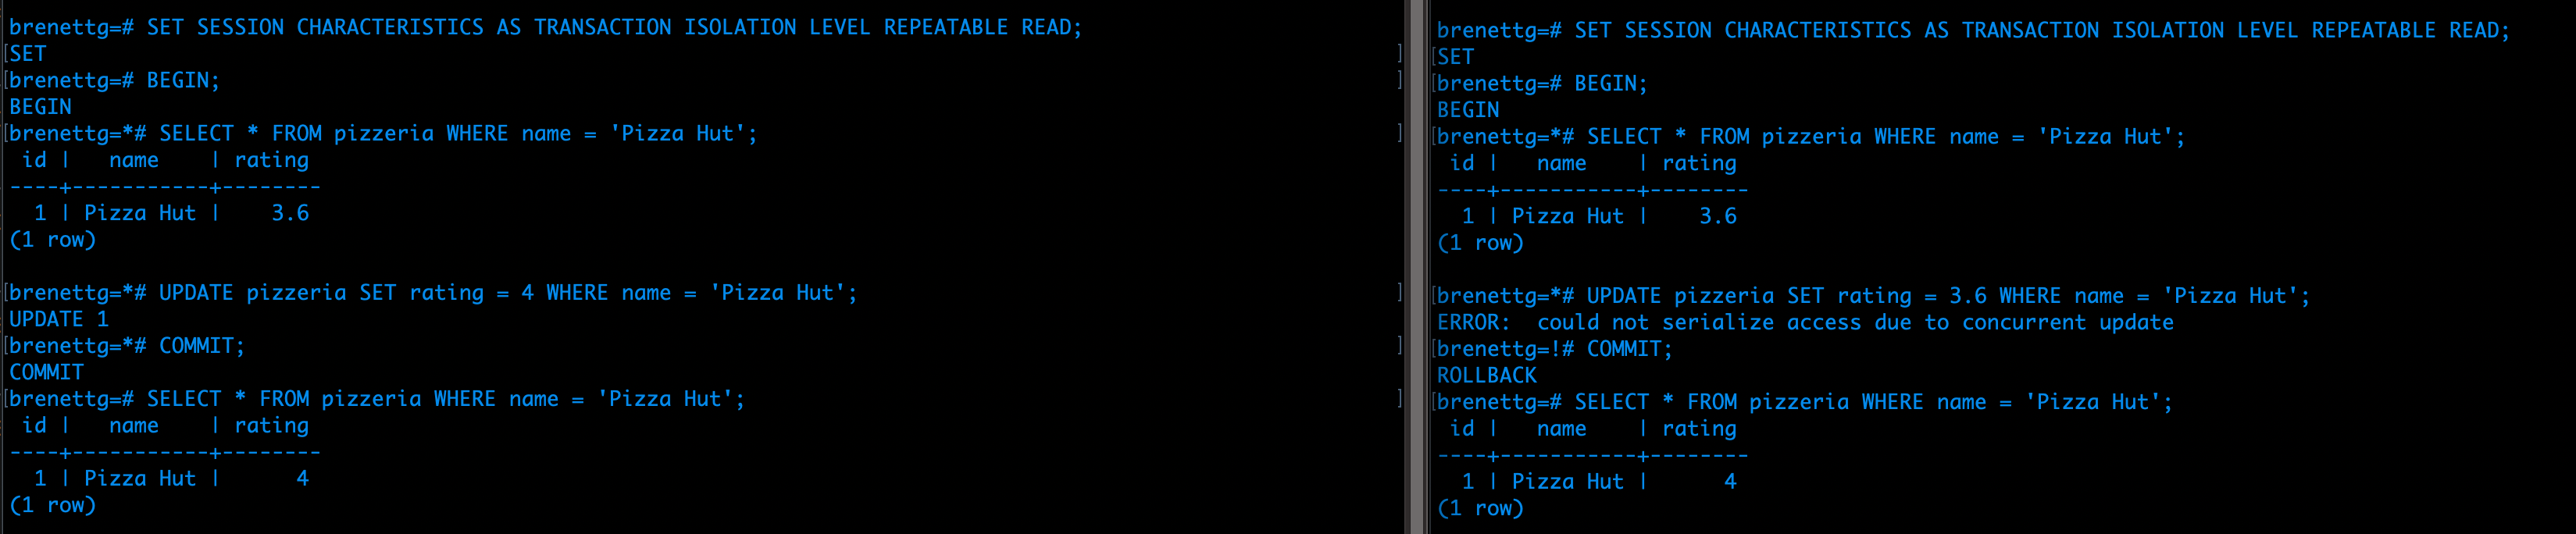 brenettg=# SET SESSION CHARACTERISTICS AS TRANSACTION ISOLATION LEVEL REPEATABLE READ;
[SET
[brenettg=# BEGIN;
BEGIN
[brenettg=*# SELECT * FROM pizzeria WHERE name = 'Pizza Hut';
 id |   name    | rating
----+-----------+--------
  1 | Pizza Hut |    3.6
(1 row)

[brenettg=*# UPDATE pizzeria SET rating = 4 WHERE name = 'Pizza Hut';
UPDATE 1
[brenettg=*# COMMIT;
COMMIT
[brenettg=# SELECT * FROM pizzeria WHERE name = 'Pizza Hut';
 id |   name    | rating
----+-----------+--------
  1 | Pizza Hut |      4
(1 row)

brenettg=# SET SESSION CHARACTERISTICS AS TRANSACTION ISOLATION LEVEL REPEATABLE READ;
[SET
[brenettg=# BEGIN;
BEGIN
[brenettg=*# SELECT * FROM pizzeria WHERE name = 'Pizza Hut';
 id |   name    | rating
----+-----------+--------
  1 | Pizza Hut |    3.6
(1 row)

[brenettg=*# UPDATE pizzeria SET rating = 3.6 WHERE name = 'Pizza Hut';
ERROR:  could not serialize access due to concurrent update
[brenettg=!# COMMIT;
ROLLBACK
[brenettg=# SELECT * FROM pizzeria WHERE name = 'Pizza Hut';
 id |   name    | rating
----+-----------+--------
  1 | Pizza Hut |      4
(1 row)